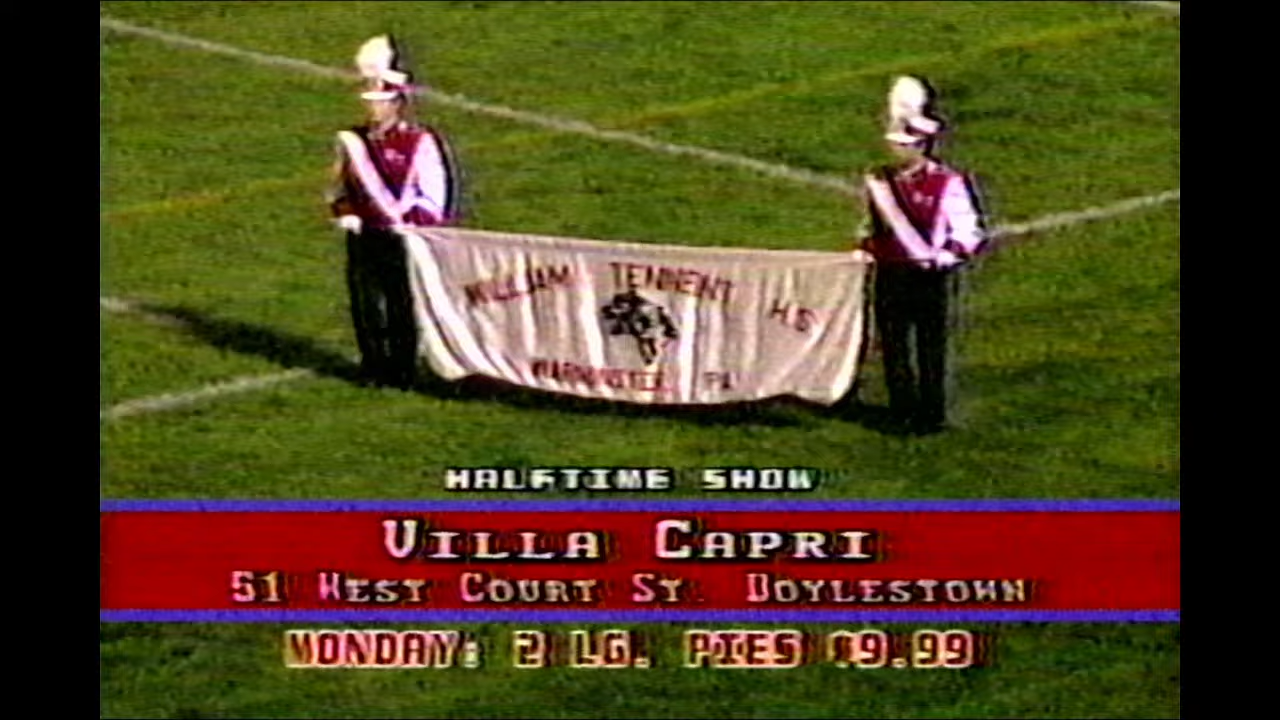 WILLIAM TENNENT H.S.
WARMINSTER, PA
HALFTIME SHOW
VILLA CAPRI
51 WEST COURT ST. DOYLESTOWN
MONDAY: 2 LG. PIES $9.99